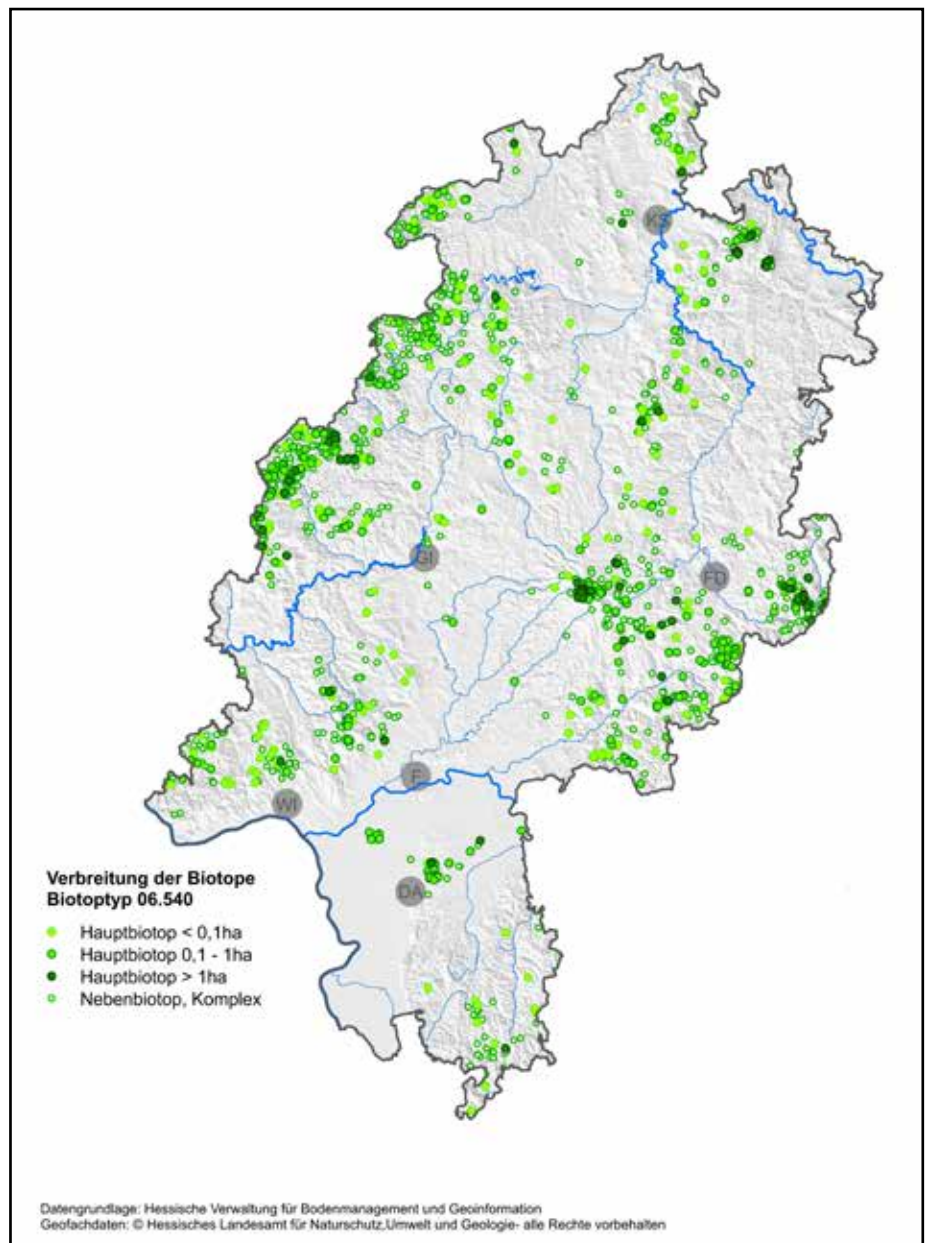 KS
GI
FD
F
WI
DA
Verbreitung der Biotope
Biotoptyp 06.540
Hauptbiotop < 0,1ha
Hauptbiotop 0,1 - 1ha
Hauptbiotop > 1ha
Nebenbiotop, Komplex
Datengrundlage: Hessische Verwaltung für Bodenmanagement und Geoinformation
Geofachdaten: © Hessisches Landesamt für Naturschutz,Umwelt und Geologie- alle Rechte vorbehalten